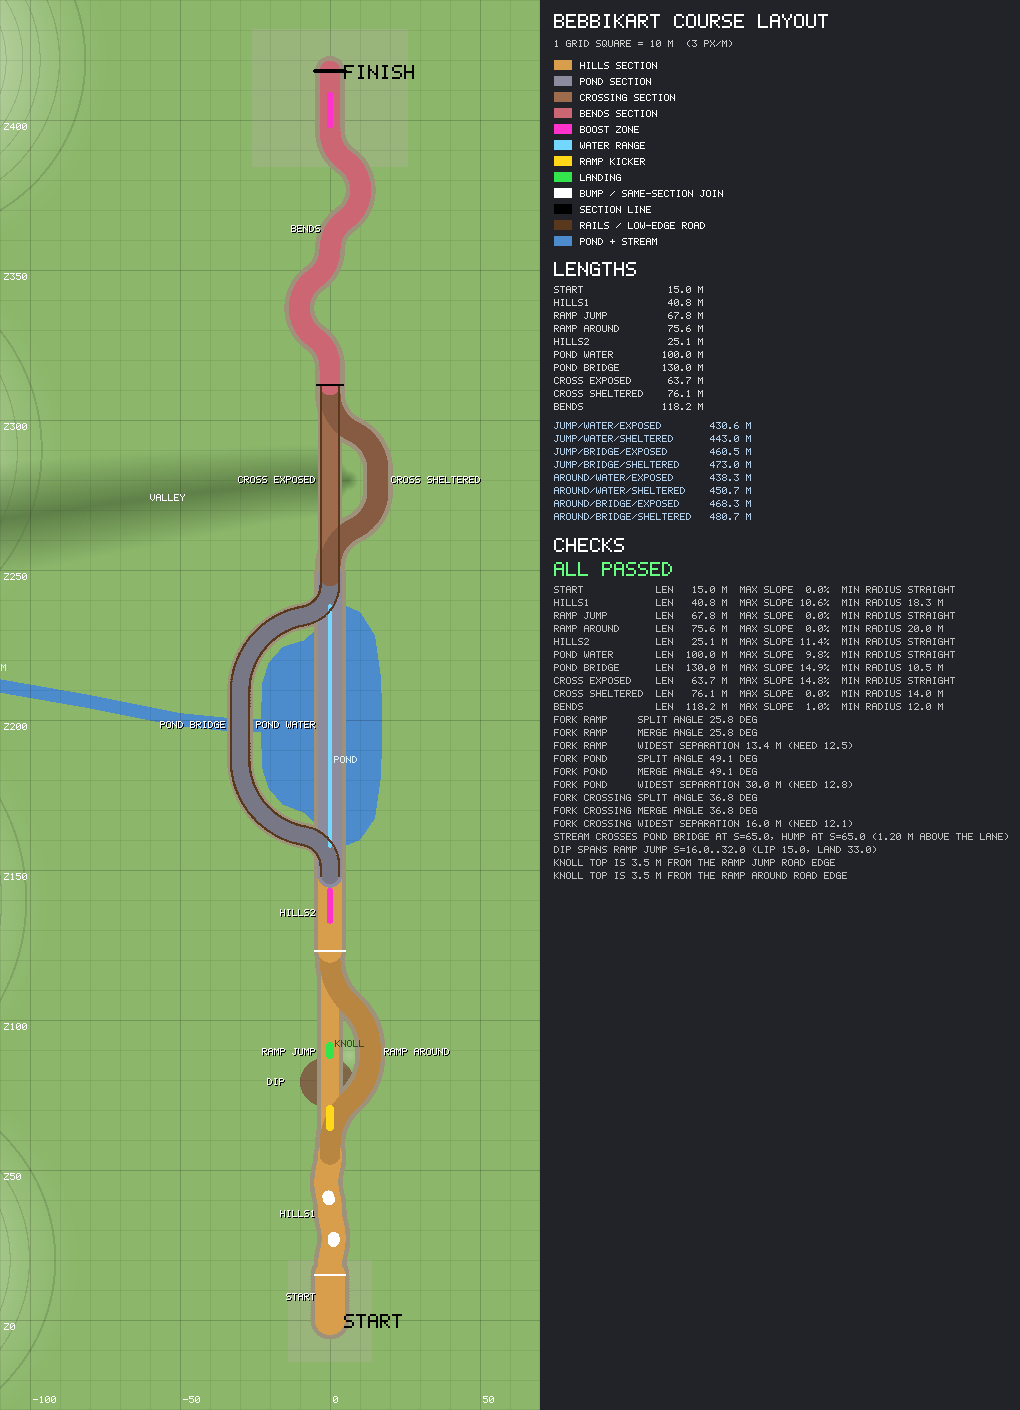 FINISH
Z400
BENDS
Z350
Z300
CROSS EXPOSED
CROSS SHELTERED
VALLEY
Z250
M
Z200
POND BRIDGE
POND WATER
POND
Z150
HILLS2
Z100
KNOLL
RAMP JUMP
RAMP AROUND
DIP
Z50
HILLS1
START
START
Z0
-100
-50
0
50
BEBBIKART COURSE LAYOUT
1 GRID SQUARE = 10 M (3 PX/M)
HILLS SECTION
POND SECTION
CROSSING SECTION
BENDS SECTION
BOOST ZONE
WATER RANGE
RAMP KICKER
LANDING
BUMP / SAME-SECTION JOIN
SECTION LINE
RAILS / LOW-EDGE ROAD
POND + STREAM
LENGTHS
START 15.0 M
HILLS1 40.8 M
RAMP JUMP 67.8 M
RAMP AROUND 75.6 M
HILLS2 25.1 M
POND WATER 100.0 M
POND BRIDGE 130.0 M
CROSS EXPOSED 63.7 M
CROSS SHELTERED 76.1 M
BENDS 118.2 M
JUMP/WATER/EXPOSED 430.6 M
JUMP/WATER/SHELTERED 443.0 M
JUMP/BRIDGE/EXPOSED 460.5 M
JUMP/BRIDGE/SHELTERED 473.0 M
AROUND/WATER/EXPOSED 438.3 M
AROUND/WATER/SHELTERED 450.7 M
AROUND/BRIDGE/EXPOSED 468.3 M
AROUND/BRIDGE/SHELTERED 480.7 M
CHECKS
ALL PASSED
START LEN 15.0 M MAX SLOPE 0.0% MIN RADIUS STRAIGHT
HILLS1 LEN 40.8 M MAX SLOPE 10.6% MIN RADIUS 18.3 M
RAMP JUMP LEN 67.8 M MAX SLOPE 0.0% MIN RADIUS STRAIGHT
RAMP AROUND LEN 75.6 M MAX SLOPE 0.0% MIN RADIUS 20.0 M
HILLS2 LEN 25.1 M MAX SLOPE 11.4% MIN RADIUS STRAIGHT
POND WATER LEN 100.0 M MAX SLOPE 9.8% MIN RADIUS STRAIGHT
POND BRIDGE LEN 130.0 M MAX SLOPE 14.9% MIN RADIUS 10.5 M
CROSS EXPOSED LEN 63.7 M MAX SLOPE 14.8% MIN RADIUS STRAIGHT
CROSS SHELTERED LEN 76.1 M MAX SLOPE 0.0% MIN RADIUS 14.0 M
BENDS LEN 118.2 M MAX SLOPE 1.0% MIN RADIUS 12.0 M
FORK RAMP SPLIT ANGLE 25.8 DEG
FORK RAMP MERGE ANGLE 25.8 DEG
FORK RAMP WIDEST SEPARATION 13.4 M (NEED 12.5)
FORK POND SPLIT ANGLE 49.1 DEG
FORK POND MERGE ANGLE 49.1 DEG
FORK POND WIDEST SEPARATION 30.0 M (NEED 12.8)
FORK CROSSING SPLIT ANGLE 36.8 DEG
FORK CROSSING MERGE ANGLE 36.8 DEG
FORK CROSSING WIDEST SEPARATION 16.0 M (NEED 12.1)
STREAM CROSSES POND BRIDGE AT S=65.0, HUMP AT S=65.0 (1.20 M ABOVE THE LANE)
DIP SPANS RAMP JUMP S=16.0..32.0 (LIP 15.0, LAND 33.0)
KNOLL TOP IS 3.5 M FROM THE RAMP JUMP ROAD EDGE
KNOLL TOP IS 3.5 M FROM THE RAMP AROUND ROAD EDGE